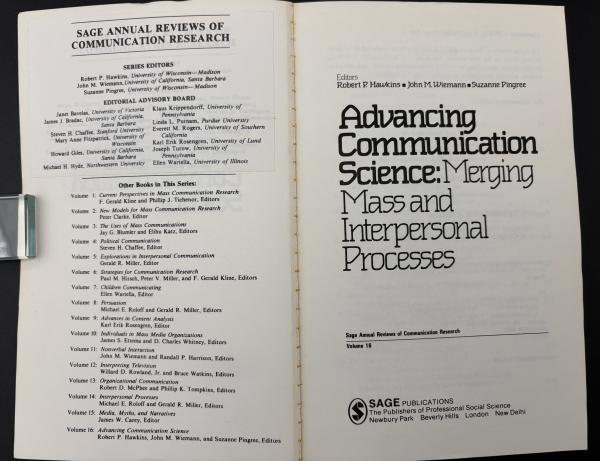 SAGE ANNUAL REVIEWS OF
COMMUNICATION RESEARCH
SERIES EDITORS
Robert P. Hawkins, University of Wisconsin—Madison
John M. Wiemann, University of California, Santa Barbara
Suzanne Pingree, University of Wisconsin—Madison
EDITORIAL ADVISORY BOARD
Janet Bavelas, University of Victoria
James J. Bradac, University of California,
Santa Barbara
Steven H. Chaffee, Stanford University
Mary Anne Fitzpatrick, University of
Wisconsin
Howard Giles, University of California,
Santa Barbara
Michael H. Hyde, Northwestern University
Klaus Krippendorff, University of
Pennsylvania
Linda L. Putnam, Purdue University
Everett M. Rogers, University of Southern
California
Karl Erik Rosengren, University of Lund
Joseph Turow, University of
Pennsylvania
Ellen Wartella, University of Illinois
Other Books in This Series:
Volume 1: Current Perspectives in Mass Communication Research
F. Gerald Kline and Phillip J. Tichenor, Editors
Volume 2: New Models for Mass Communication Research
Peter Clarke, Editor
Volume 3: The Uses of Mass Communications
Jay G. Blumler and Elihu Katz, Editors
Volume 4: Political Communication
Steven H. Chaffee, Editor
Volume 5: Explorations in Interpersonal Communication
Gerald R. Miller, Editor
Volume 6: Strategies for Communication Research
Paul M. Hirsch, Peter V. Miller, and F. Gerald Kline, Editors
Volume 7: Children Communicating
Ellen Wartella, Editor
Volume 8: Persuasion
Michael E. Roloff and Gerald R. Miller, Editors
Volume 9: Advances in Content Analysis
Karl Erik Rosengren, Editor
Volume 10: Individuals in Mass Media Organizations
James S. Ettema and D. Charles Whitney, Editors
Volume 11: Nonverbal Interaction
John M. Wiemann and Randall P. Harrison, Editors
Volume 12: Interpreting Television
Willard D. Rowland, Jr. and Bruce Watkins, Editors
Volume 13: Organizational Communication
Robert D. McPhee and Phillip K. Tompkins, Editors
Volume 14: Interpersonal Processes
Michael E. Roloff and Gerald R. Miller, Editors
Volume 15: Media, Myths, and Narratives
James W. Carey, Editor
Volume 16: Advancing Communication Science
Robert P. Hawkins, John M. Wiemann, and Suzanne Pingree, Editors
Editors
Robert P. Hawkins ■ John M. Wiemann ■ Suzanne Pingree
Advancing
Communication
Science: Merging
Mass and
Interpersonal
Processes
Sage Annual Reviews of Communication Research
Volume 16
S SAGE PUBLICATIONS
The Publishers of Professional Social Science
Newbury Park Beverly Hills London New Delhi